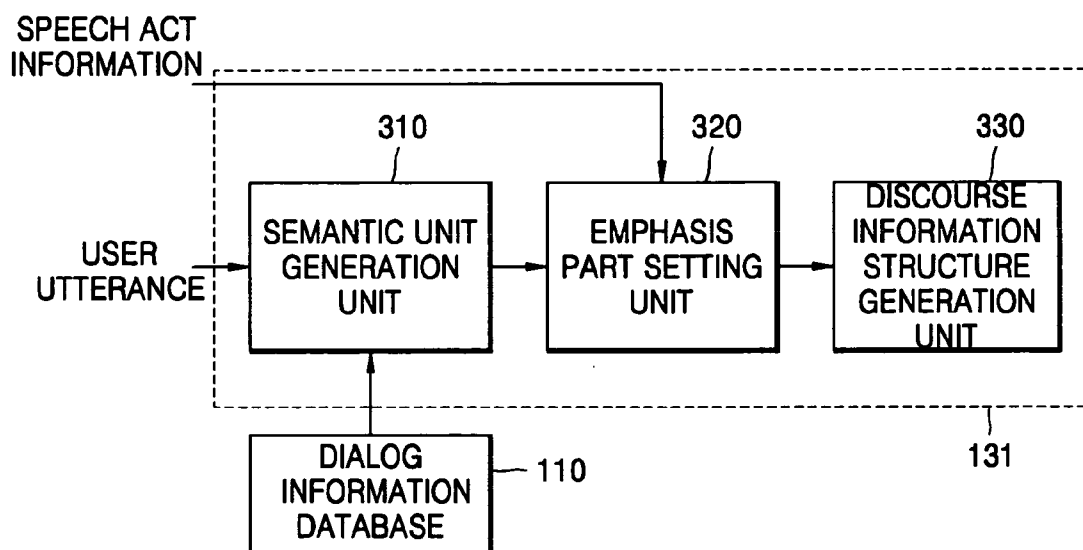 SPEECH ACT
INFORMATION
310
320
330
USER
UTTERANCE
SEMANTIC UNIT
GENERATION
UNIT
EMPHASIS
PART SETTING
UNIT
DISCOURSE
INFORMATION
STRUCTURE
GENERATION
UNIT
131
DIALOG
INFORMATION
DATABASE
110